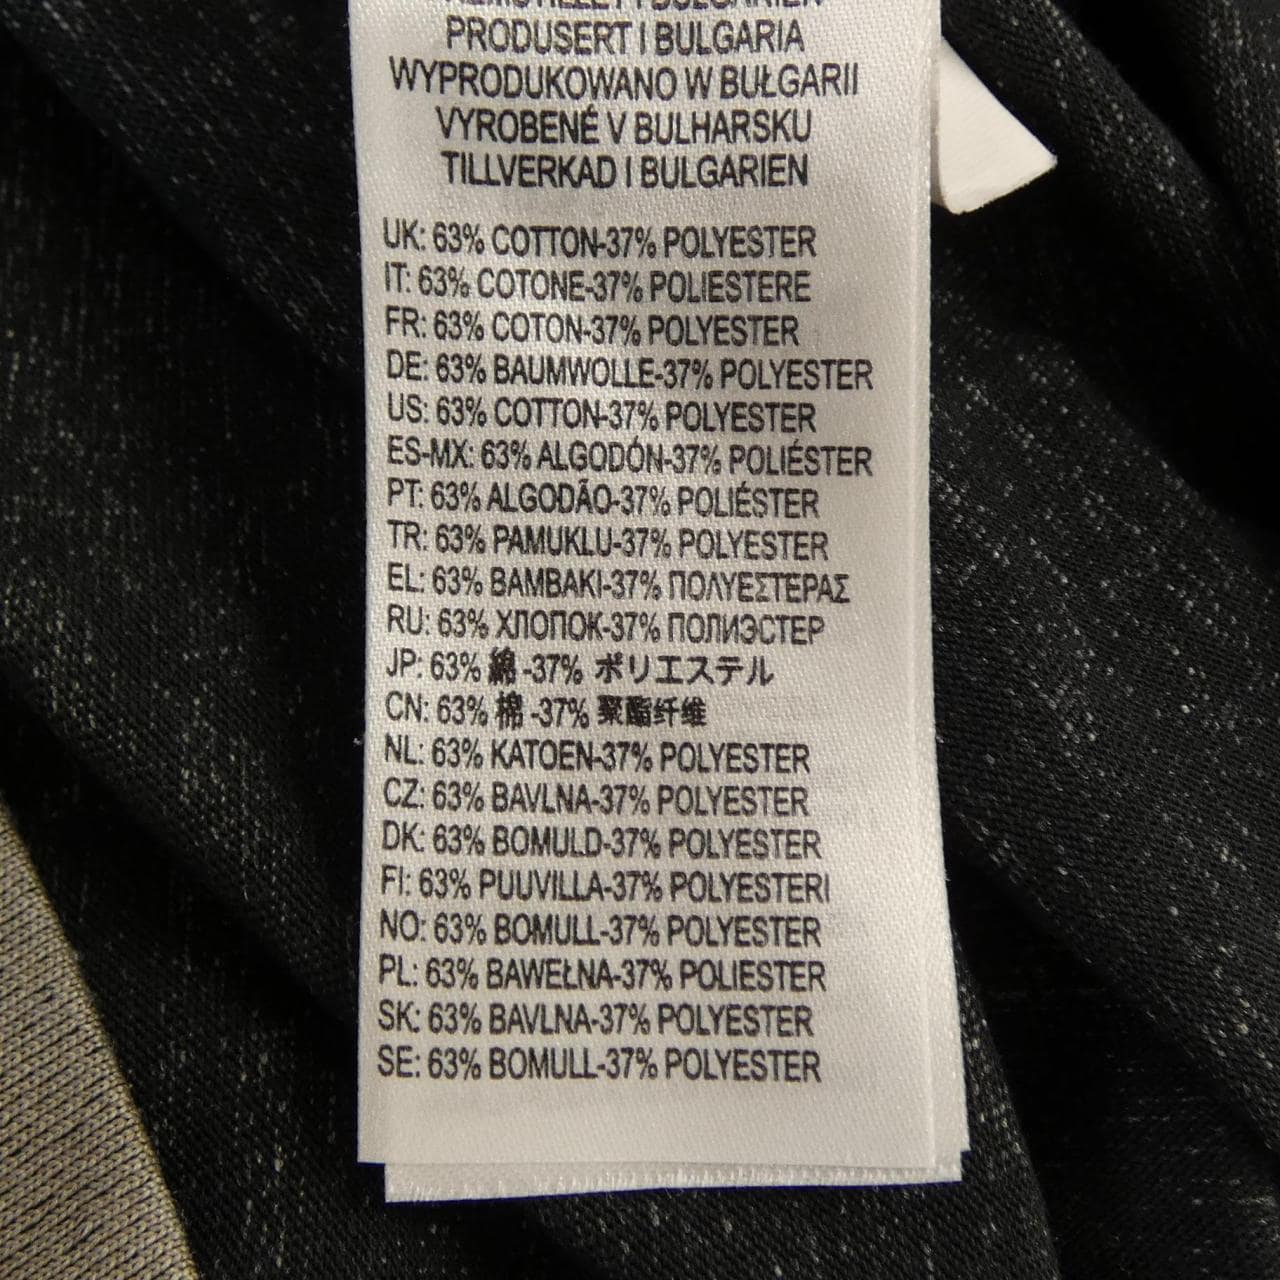 FREMSTILLET I BULGARIEN
PRODUSERT I BULGARIA
WYPRODUKOWANO W BUŁGARII
VYROBENÉ V BULHARSKU
TILLVERKAD I BULGARIEN
UK: 63% COTTON-37% POLYESTER
IT: 63% COTONE-37% POLIESTERE
FR: 63% COTON-37% POLYESTER
DE: 63% BAUMWOLLE-37% POLYESTER
US: 63% COTTON-37% POLYESTER
ES-MX: 63% ALGODÓN-37% POLIÉSTER
PT: 63% ALGODÃO-37% POLIÉSTER
TR: 63% PAMUKLU-37% POLYESTER
EL: 63% ΒΑΜΒΑΚΙ-37% ΠΟΛΥΕΣΤΕΡΑΣ
RU: 63% ХЛОПОК-37% ПОЛИЭСТЕР
JP: 63% 綿 -37% ポリエステル
CN: 63% 棉 -37% 聚酯纤维
NL: 63% KATOEN-37% POLYESTER
CZ: 63% BAVLNA-37% POLYESTER
DK: 63% BOMULD-37% POLYESTER
FI: 63% PUUVILLA-37% POLYESTERI
NO: 63% BOMULL-37% POLYESTER
PL: 63% BAWEŁNA-37% POLIESTER
SK: 63% BAVLNA-37% POLYESTER
SE: 63% BOMULL-37% POLYESTER